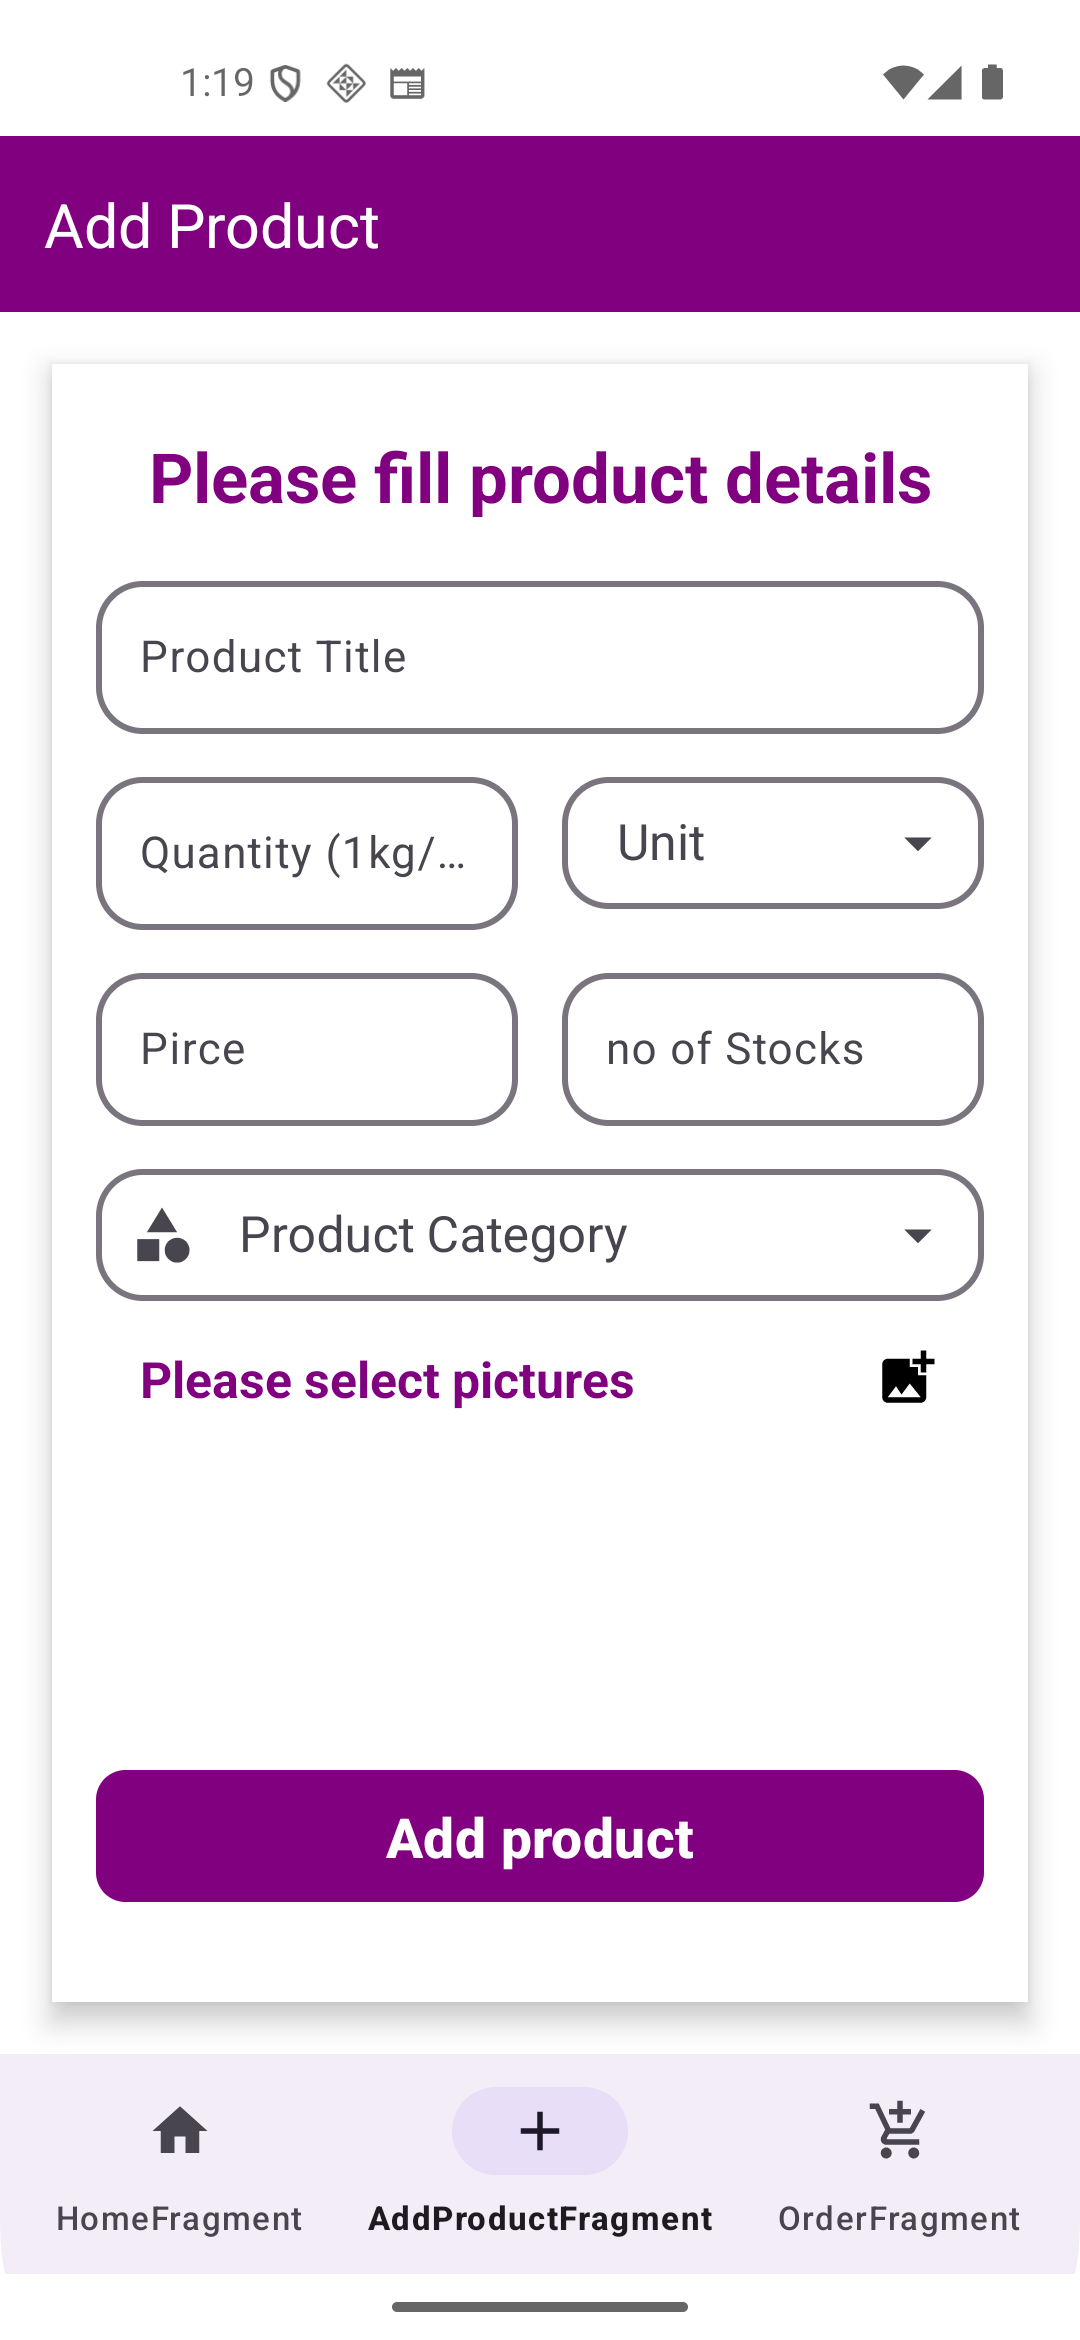 1:19
Add Product
Please fill product details
Product Title
Quantity (1kg/...
Unit
Pirce
no of Stocks
Product Category
Please select pictures
Add product
HomeFragment
AddProductFragment
OrderFragment